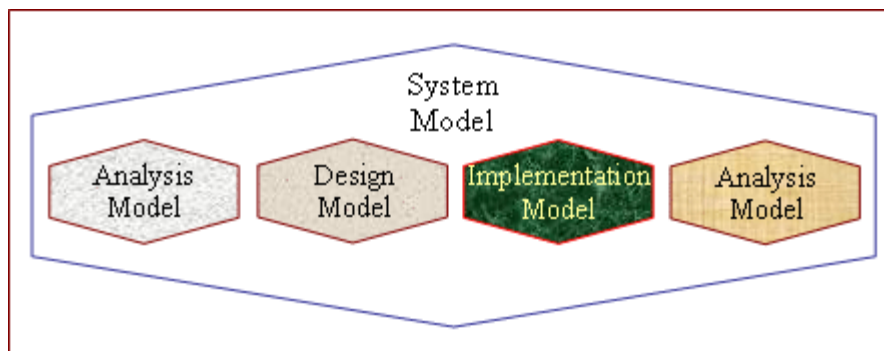 System
Model
Analysis
Model
Design
Model
Implementation
Model
Analysis
Model